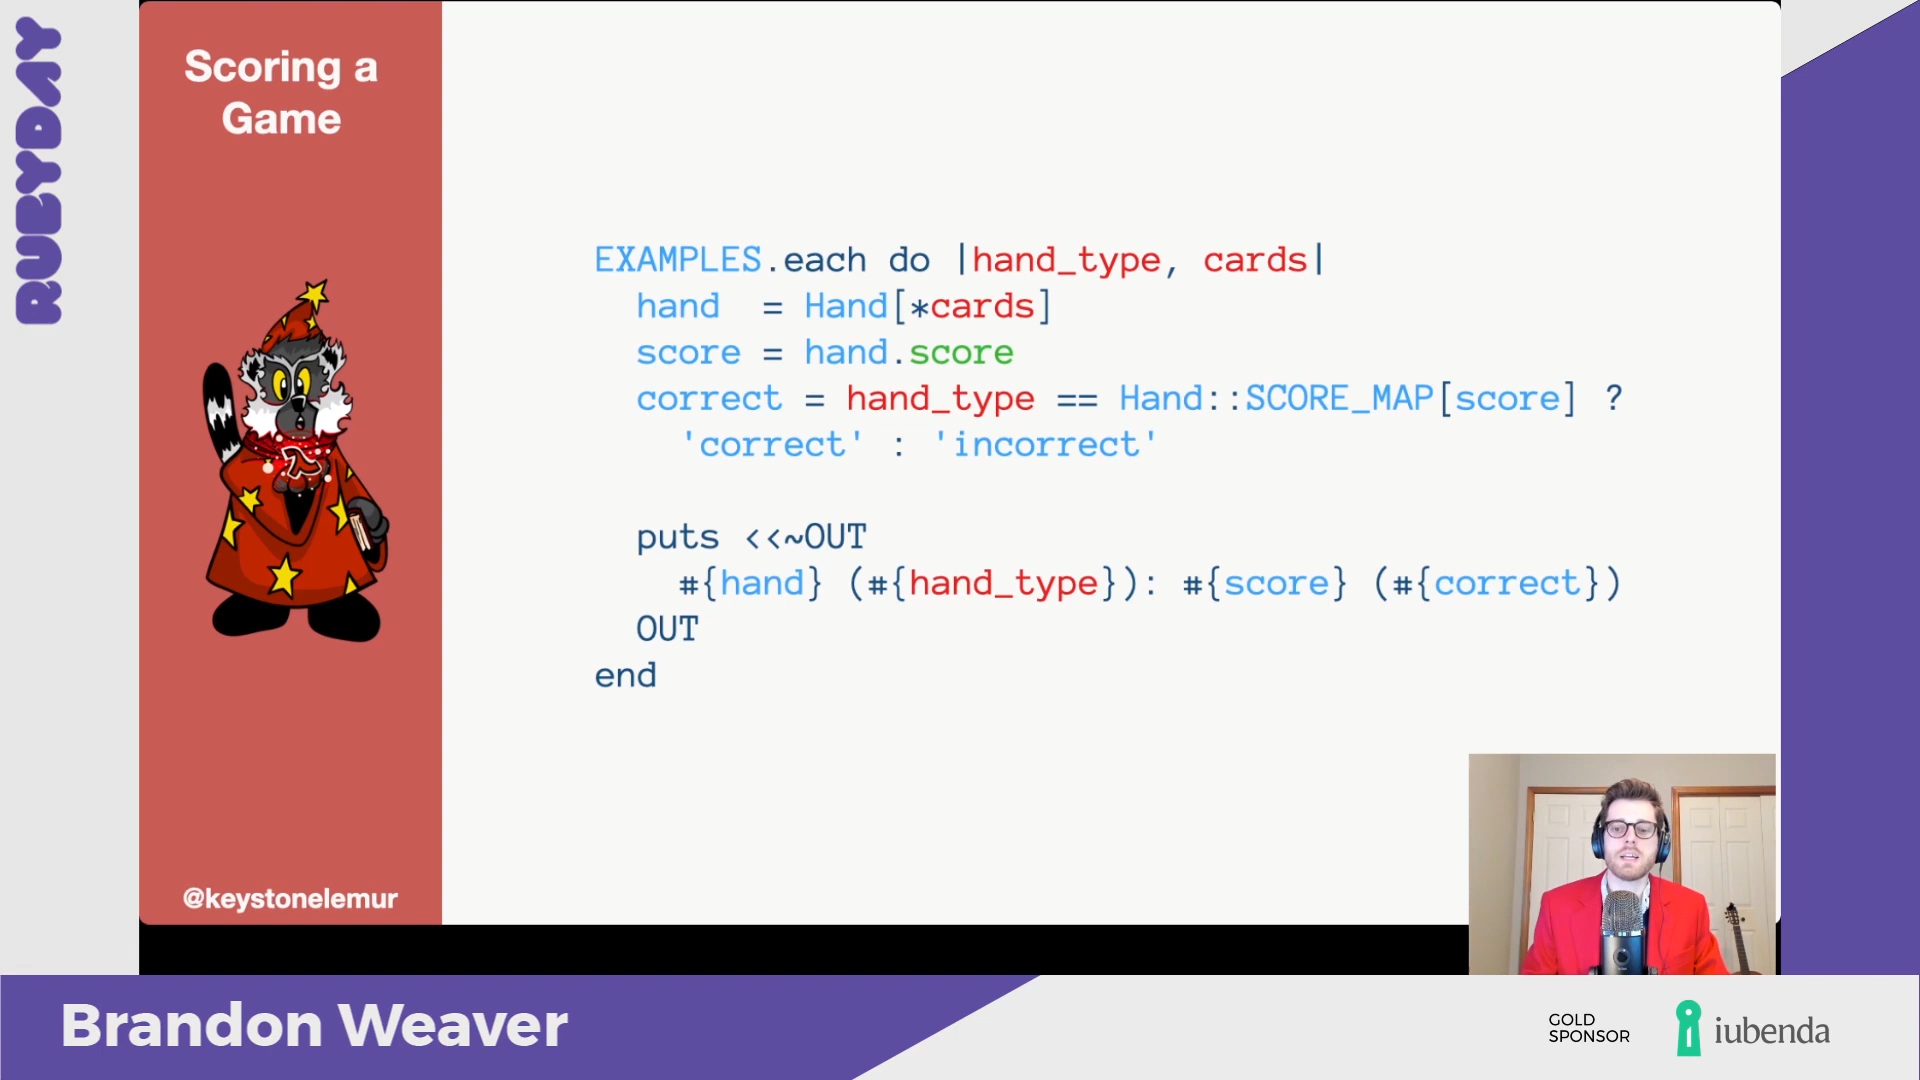 RUBYDAY
Scoring a
Game
@keystonelemur
EXAMPLES.each do |hand_type, cards|
  hand  = Hand[*cards]
  score = hand.score
  correct = hand_type == Hand::SCORE_MAP[score] ?
    'correct' : 'incorrect'
  puts <<~OUT
    #{hand} (#{hand_type}): #{score} (#{correct})
  OUT
end
Brandon Weaver
GOLD
SPONSOR
iubenda